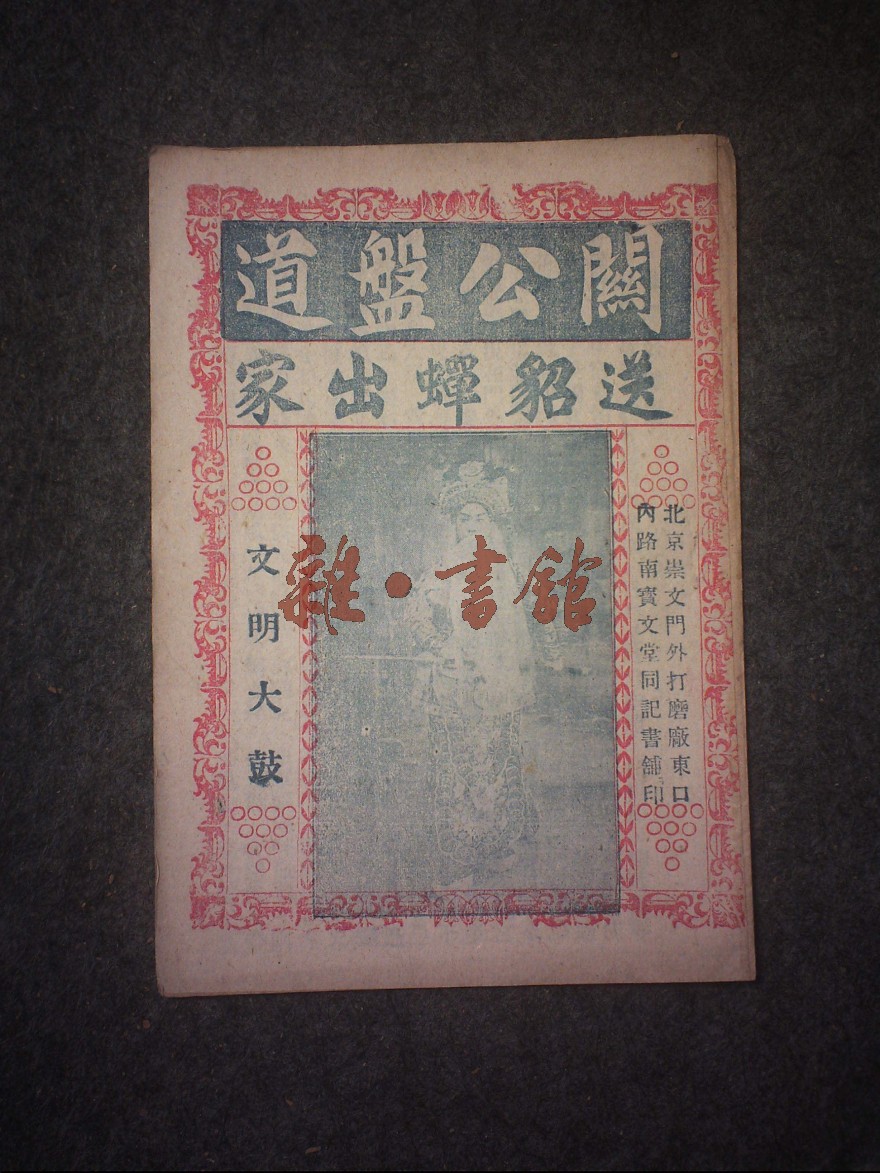 關公盤道
送貂蟬出家
北京崇文門外打磨廠東口
內路南寳文堂同記書舖印
文明大鼓
雜·書館